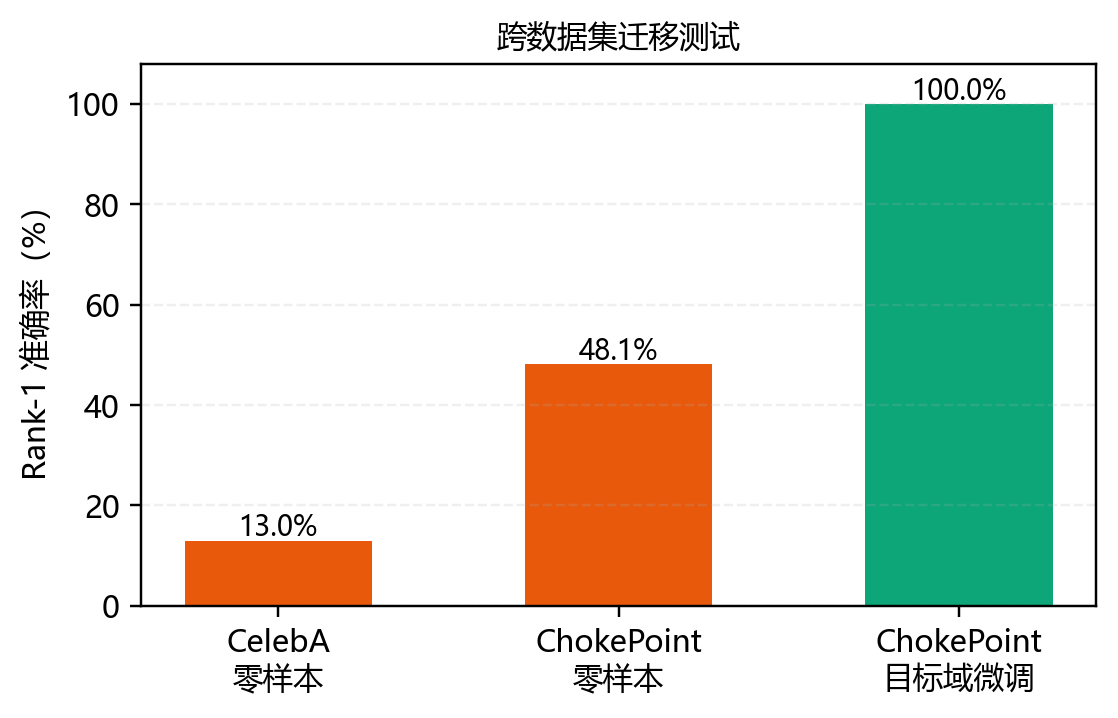 跨数据集迁移测试
Rank-1 准确率（%）
100
80
60
40
20
0
13.0%
48.1%
100.0%
CelebA
零样本
ChokePoint
零样本
ChokePoint
目标域微调